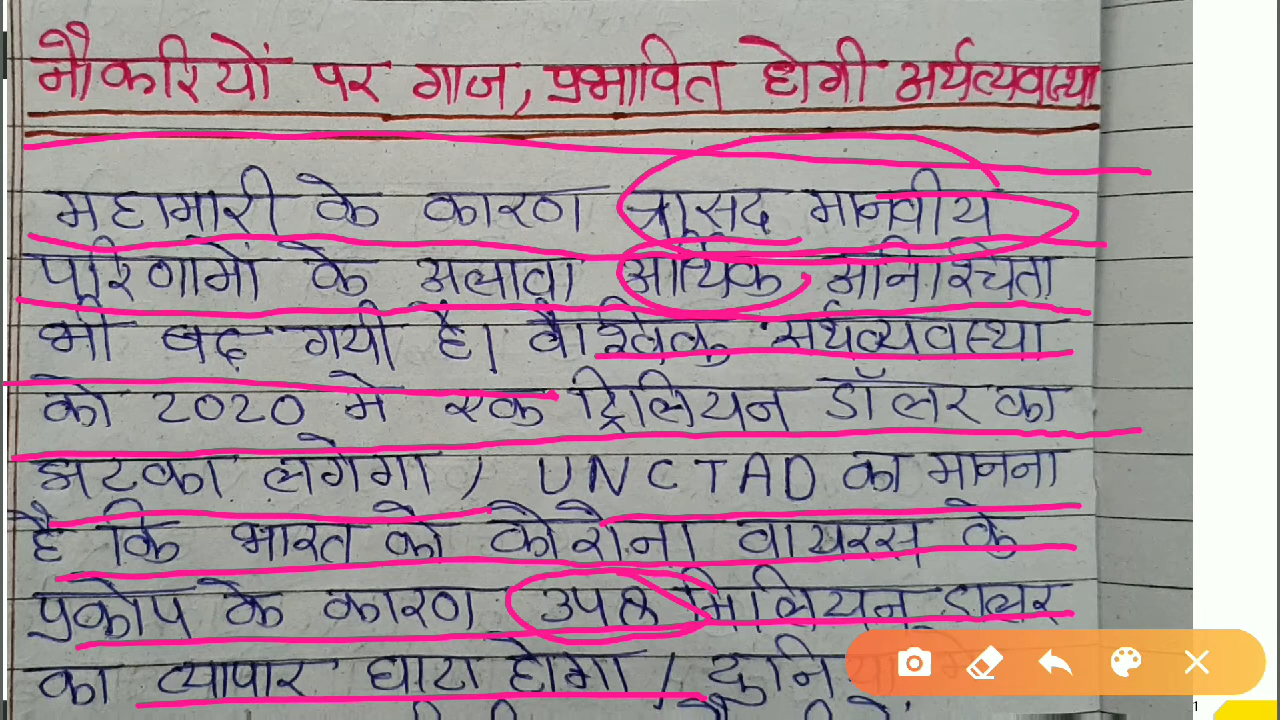 नौकरियों पर गाज, प्रभावित होगी अर्थव्यवस्था
महामारी के कारण त्रासद मानवीय
परिणामों के अलावा आर्थिक अनिश्चिता
भी बढ़ गयी है। वैश्विक अर्थव्यवस्था
को 2020 मे एक ट्रिलियन डॉलर का
झटका लगेगा / UNCTAD का मानना
है कि भारत को कोरोना वायरस के
प्रकोप के कारण 348 मिलियन डालर
का व्यापार घाटा होगा /
1